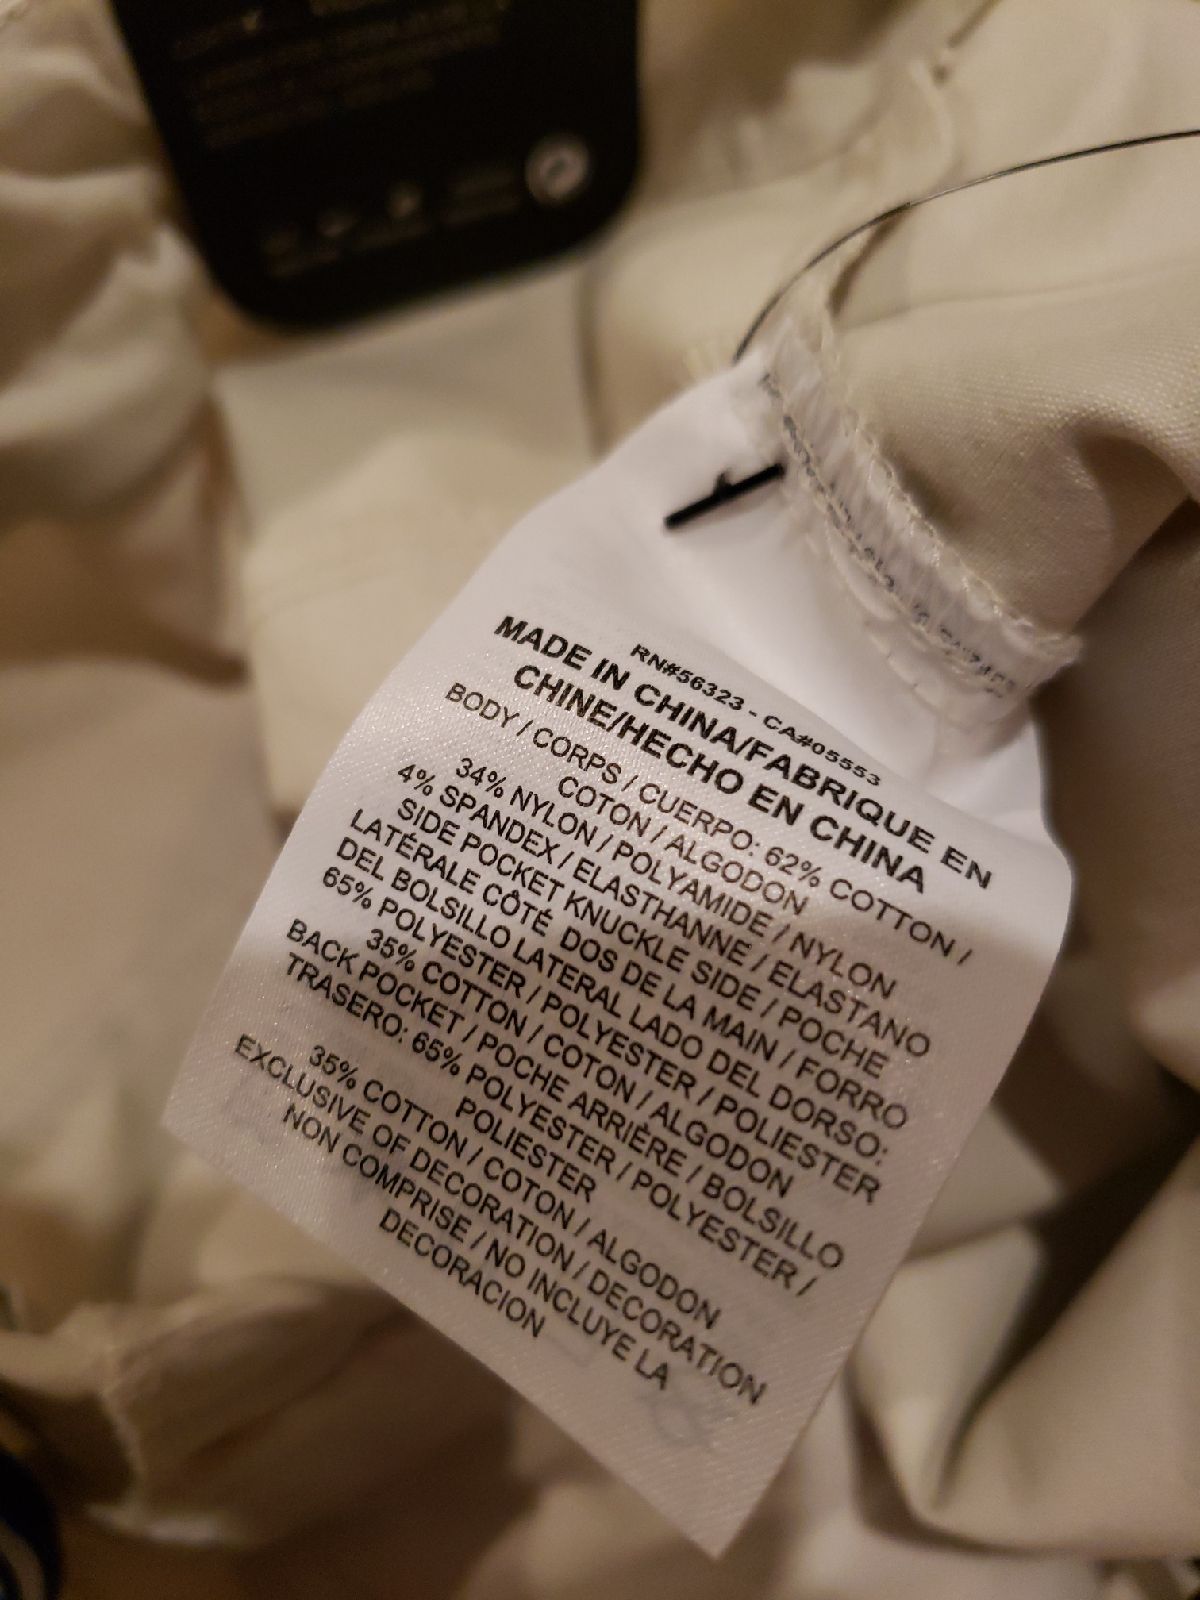 RN#56323 - CA#05553
MADE IN CHINA/FABRIQUE EN
CHINE/HECHO EN CHINA
BODY / CORPS / CUERPO: 62% COTTON /
COTON / ALGODON
34% NYLON / POLYAMIDE / NYLON
4% SPANDEX / ELASTHANNE / ELASTANO
SIDE POCKET KNUCKLE SIDE / POCHE
LATÉRALE CÔTÉ DOS DE LA MAIN / FORRO
DEL BOLSILLO LATERAL LADO DEL DORSO:
65% POLYESTER / POLYESTER / POLIESTER
35% COTTON / COTON / ALGODON
BACK POCKET / POCHE ARRIÈRE / BOLSILLO
TRASERO: 65% POLYESTER / POLYESTER /
POLIESTER
35% COTTON / COTON / ALGODON
EXCLUSIVE OF DECORATION / DECORATION
NON COMPRISE / NO INCLUYE LA
DECORACION